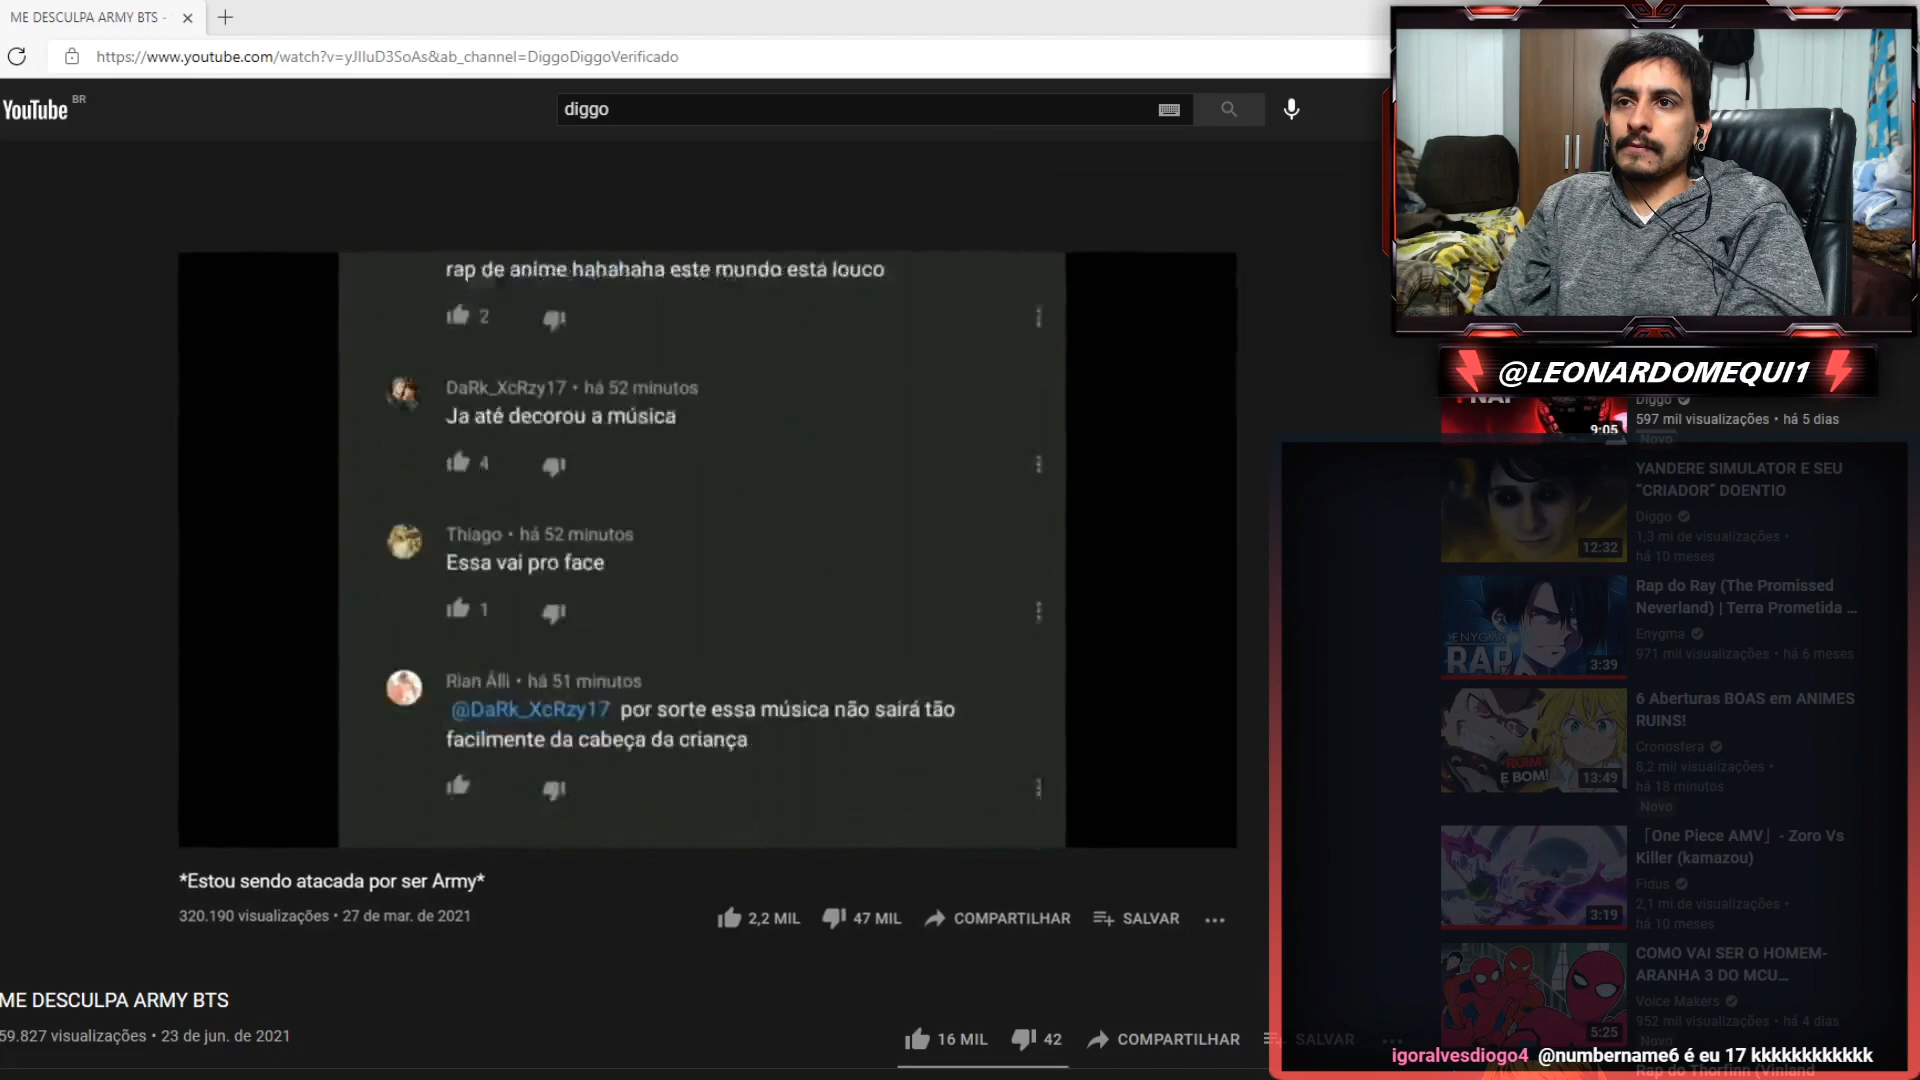 ME DESCULPA ARMY BTS -
https://www.youtube.com/watch?v=yJIluD3SoAs&ab_channel=DiggoDiggoVerificado
YouTube BR
diggo
rap de anime hahahaha este mundo está louco
2
DaRk_XcRzy17 • há 52 minutos
Ja até decorou a música
4
Thiago • há 52 minutos
Essa vai pro face
1
Rian Álli • há 51 minutos
@DaRk_XcRzy17 por sorte essa música não sairá tão
facilmente da cabeça da criança
*Estou sendo atacada por ser Army*
320.190 visualizações • 27 de mar. de 2021
2,2 MIL 47 MIL COMPARTILHAR SALVAR
ME DESCULPA ARMY BTS
59.827 visualizações • 23 de jun. de 2021
16 MIL 42 COMPARTILHAR SALVAR
@LEONARDOMEQUI1
9:05
Diggo
597 mil visualizações • há 5 dias
Novo
12:32
YANDERE SIMULATOR E SEU
“CRIADOR” DOENTIO
Diggo
1,3 mi de visualizações •
há 10 meses
ENYGMA
RAP
3:39
Rap do Ray (The Promissed
Neverland) | Terra Prometida ...
Enygma
971 mil visualizações • há 6 meses
RUIM
E BOM!
13:49
6 Aberturas BOAS em ANIMES
RUINS!
Cronosfera
8,2 mil visualizações •
há 18 minutos
Novo
3:19
「One Piece AMV」 - Zoro Vs
Killer (kamazou)
Fidus
2,1 mi de visualizações •
há 10 meses
5:25
COMO VAI SER O HOMEM-
ARANHA 3 DO MCU...
Voice Makers
952 mil visualizações • há 4 dias
Novo
igoralvesdiogo4 @numbername6 é eu 17 kkkkkkkkkkkk
Rap do Thorfinn (Vinland